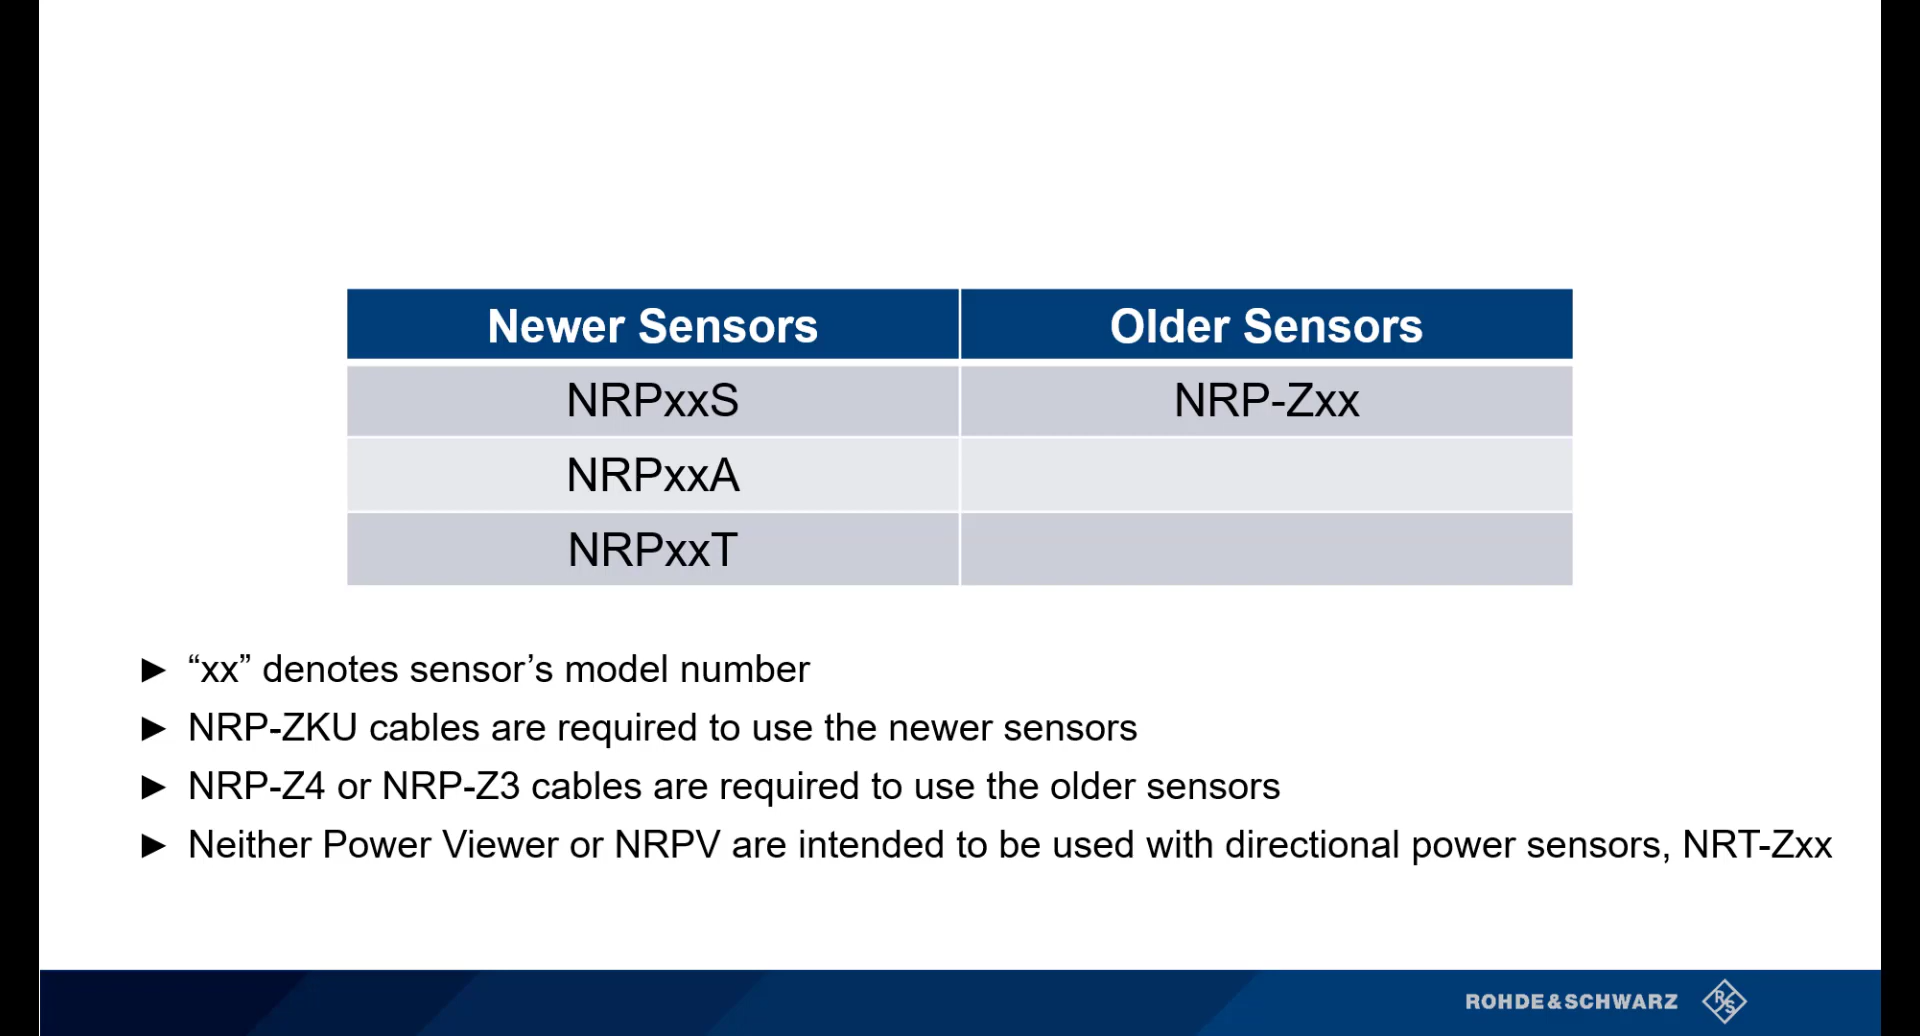 Newer Sensors Older Sensors
NRPxxS NRP-Zxx
NRPxxA
NRPxxT
► “xx” denotes sensor’s model number
► NRP-ZKU cables are required to use the newer sensors
► NRP-Z4 or NRP-Z3 cables are required to use the older sensors
► Neither Power Viewer or NRPV are intended to be used with directional power sensors, NRT-Zxx
ROHDE&SCHWARZ R&S